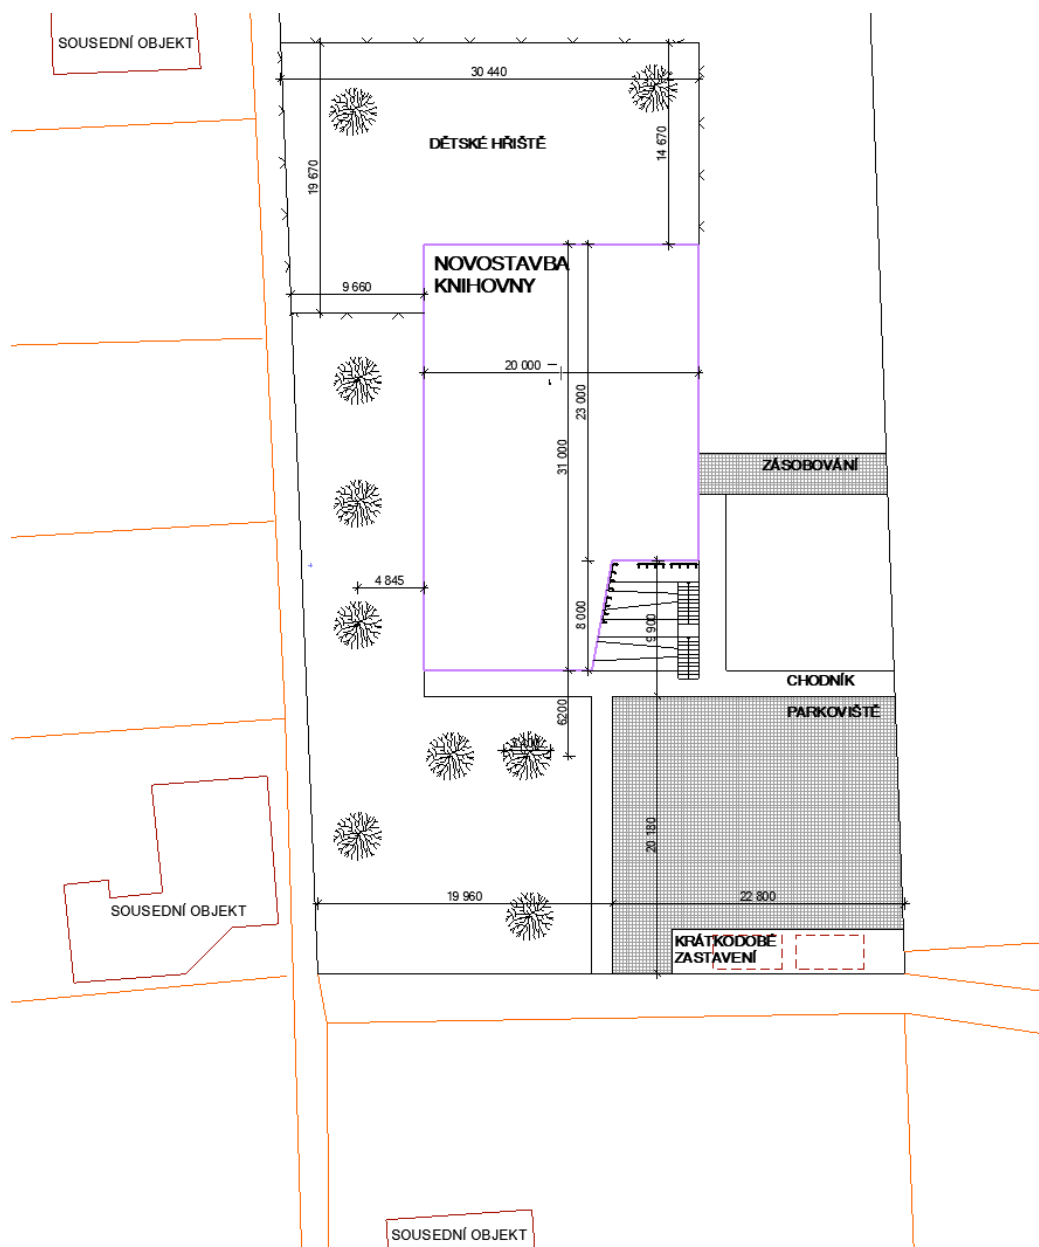 SOUSEDNÍ OBJEKT
30 440
DĚTSKÉ HŘIŠTĚ
14 670
19 670
NOVOSTAVBA
KNIHOVNY
9 660
20 000
23 000
31 000
ZÁSOBOVÁNÍ
4 845
8 000
9 900
CHODNÍK
PARKOVIŠTĚ
6200
20 180
19 960
22 800
SOUSEDNÍ OBJEKT
KRÁTKODOBÉ
ZASTAVENÍ
SOUSEDNÍ OBJEKT